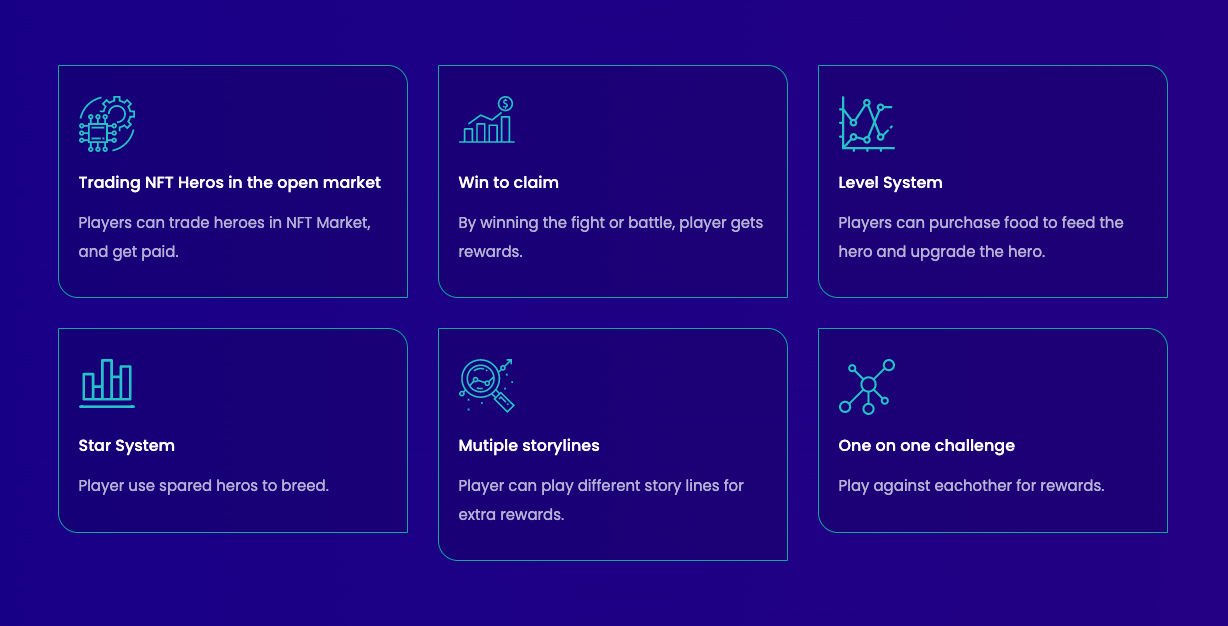 Trading NFT Heros in the open market
Players can trade heroes in NFT Market,
and get paid.
Win to claim
By winning the fight or battle, player gets
rewards.
Level System
Players can purchase food to feed the
hero and upgrade the hero.
Star System
Player use spared heros to breed.
Mutiple storylines
Player can play different story lines for
extra rewards.
One on one challenge
Play against eachother for rewards.